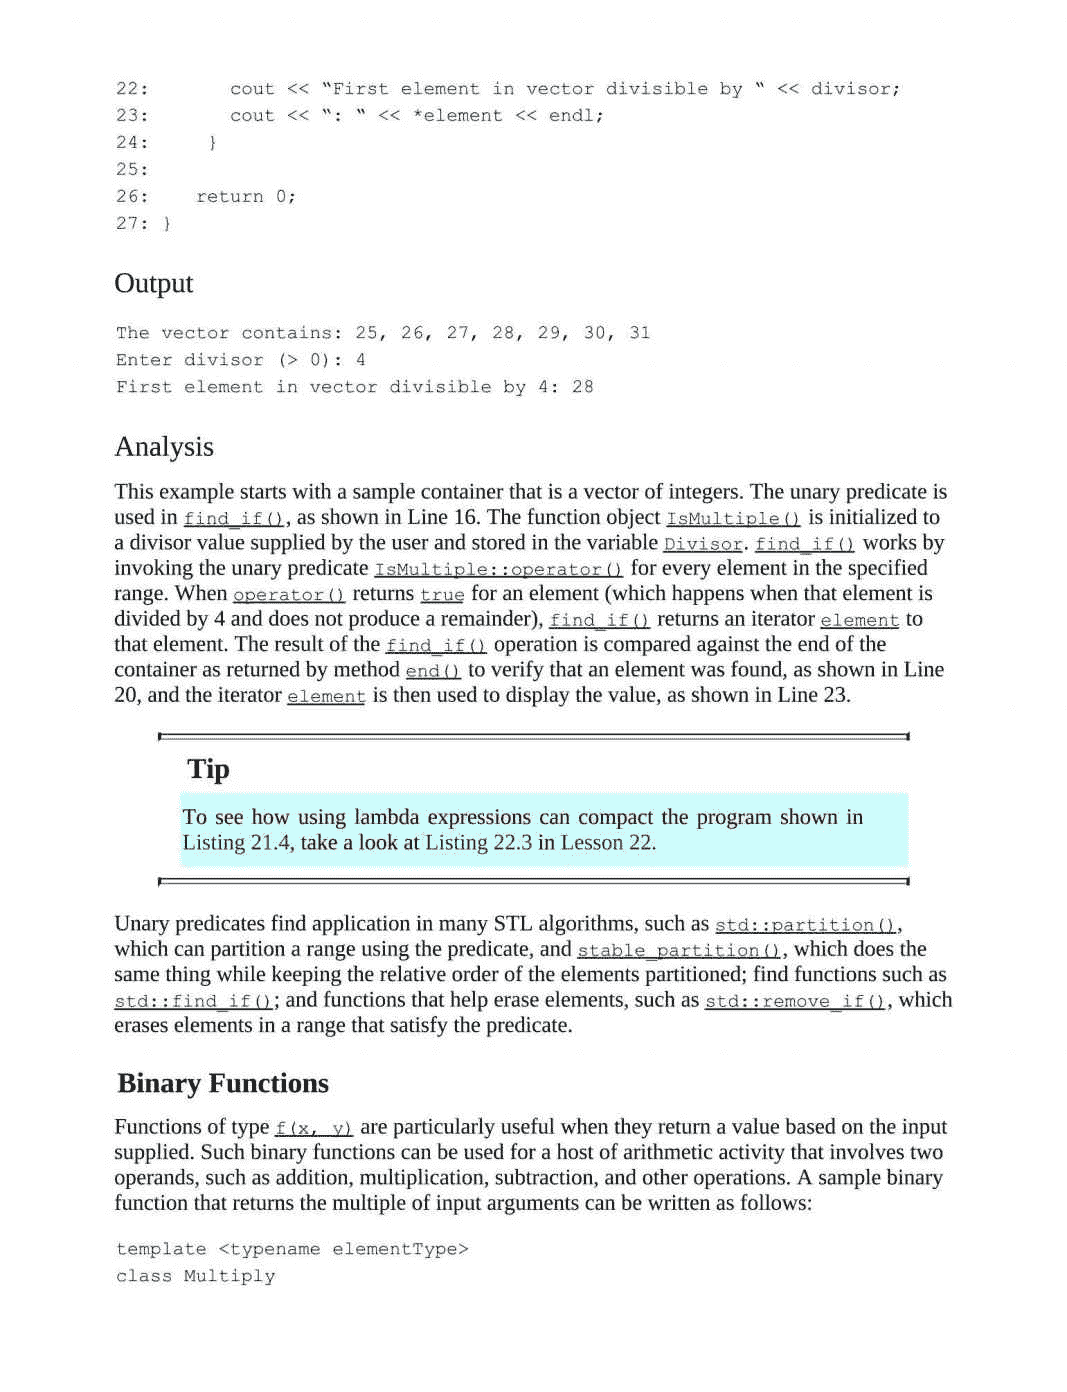 22:       cout << “First element in vector divisible by “ << divisor;
23:       cout << “: “ << *element << endl;
24:     }
25:
26:    return 0;
27: }
Output
The vector contains: 25, 26, 27, 28, 29, 30, 31
Enter divisor (> 0): 4
First element in vector divisible by 4: 28
Analysis
This example starts with a sample container that is a vector of integers. The unary predicate is
used in find_if(), as shown in Line 16. The function object IsMultiple() is initialized to
a divisor value supplied by the user and stored in the variable Divisor. find_if() works by
invoking the unary predicate IsMultiple::operator() for every element in the specified
range. When operator() returns true for an element (which happens when that element is
divided by 4 and does not produce a remainder), find_if() returns an iterator element to
that element. The result of the find_if() operation is compared against the end of the
container as returned by method end() to verify that an element was found, as shown in Line
20, and the iterator element is then used to display the value, as shown in Line 23.
Tip
To see how using lambda expressions can compact the program shown in
Listing 21.4, take a look at Listing 22.3 in Lesson 22.
Unary predicates find application in many STL algorithms, such as std::partition(),
which can partition a range using the predicate, and stable_partition(), which does the
same thing while keeping the relative order of the elements partitioned; find functions such as
std::find_if(); and functions that help erase elements, such as std::remove_if(), which
erases elements in a range that satisfy the predicate.
Binary Functions
Functions of type f(x, y) are particularly useful when they return a value based on the input
supplied. Such binary functions can be used for a host of arithmetic activity that involves two
operands, such as addition, multiplication, subtraction, and other operations. A sample binary
function that returns the multiple of input arguments can be written as follows:
template <typename elementType>
class Multiply